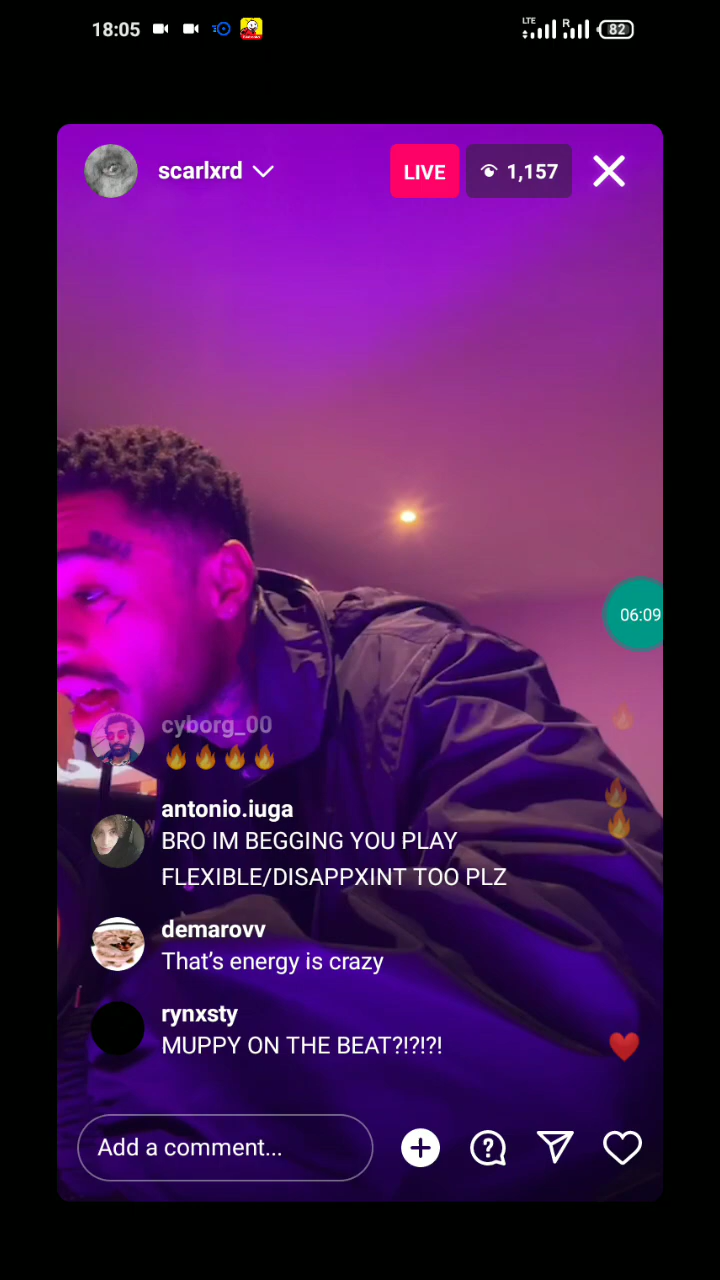 18:05
LTE
R
82
scarlxrd
LIVE
1,157
06:09
cyborg_00
🔥🔥🔥🔥
antonio.iuga
BRO IM BEGGING YOU PLAY
FLEXIBLE/DISAPPXINT TOO PLZ
demarovv
That's energy is crazy
rynxsty
MUPPY ON THE BEAT?!?!?!
Add a comment...